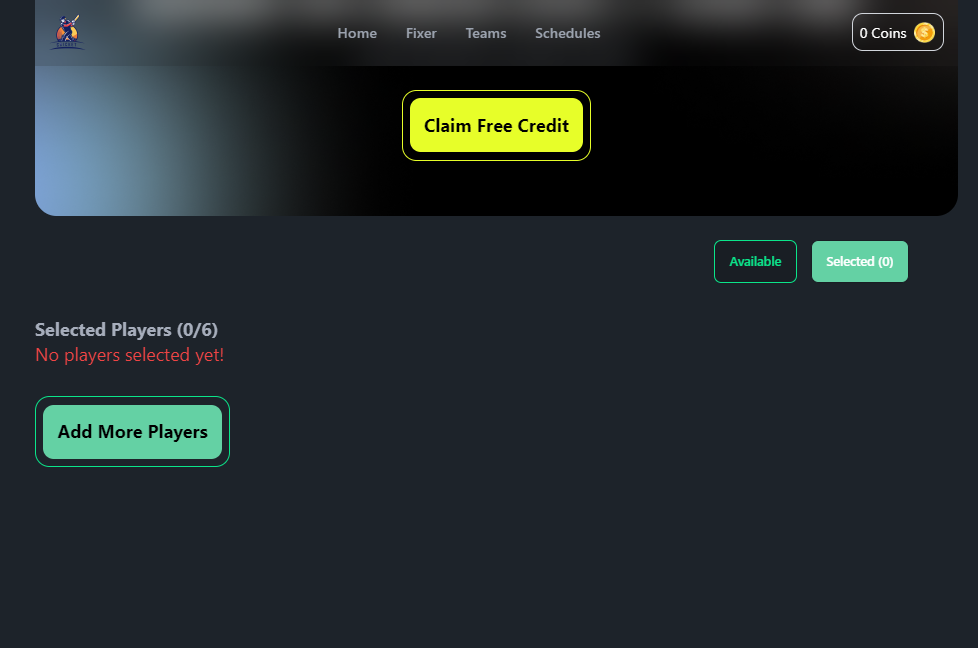 Home Fixer Teams Schedules
0 Coins
Claim Free Credit
Available
Selected (0)
Selected Players (0/6)
No players selected yet!
Add More Players